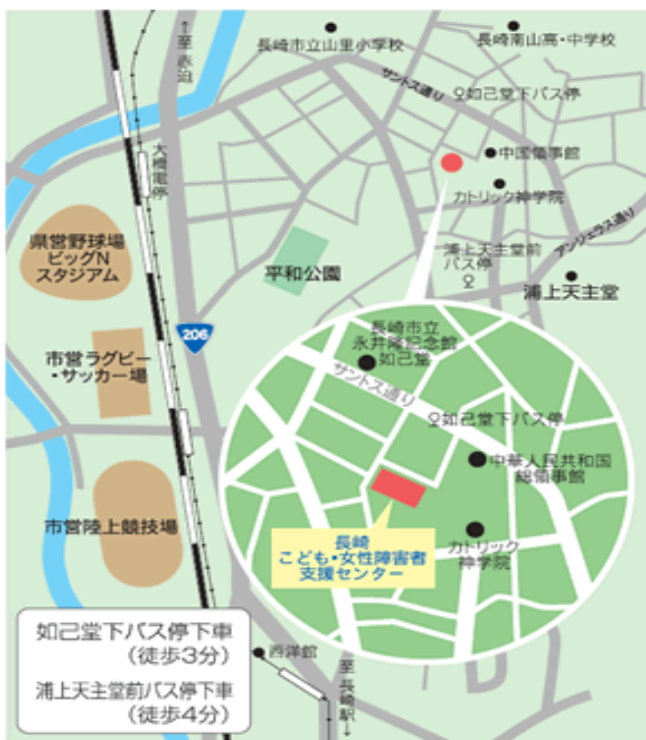 長崎市立山里小学校
長崎南山高・中学校
↑至赤泊
サントス通り
如己堂下バス停
中国領事館
大橋電停
カトリック神学院
アンジェラス通り
浦上天主堂前
バス停
県営野球場
ビッグN
スタジアム
平和公園
浦上天主堂
206
長崎市立
永井隆記念館
如己堂
市営ラグビー
・サッカー場
サントス通り
如己堂下バス停
中華人民共和国
総領事館
市営陸上競技場
長崎
こども・女性障害者
支援センター
カトリック
神学院
如己堂下バス停下車
(徒歩3分)
浦上天主堂前バス停下車
(徒歩4分)
西洋館
至長崎駅→